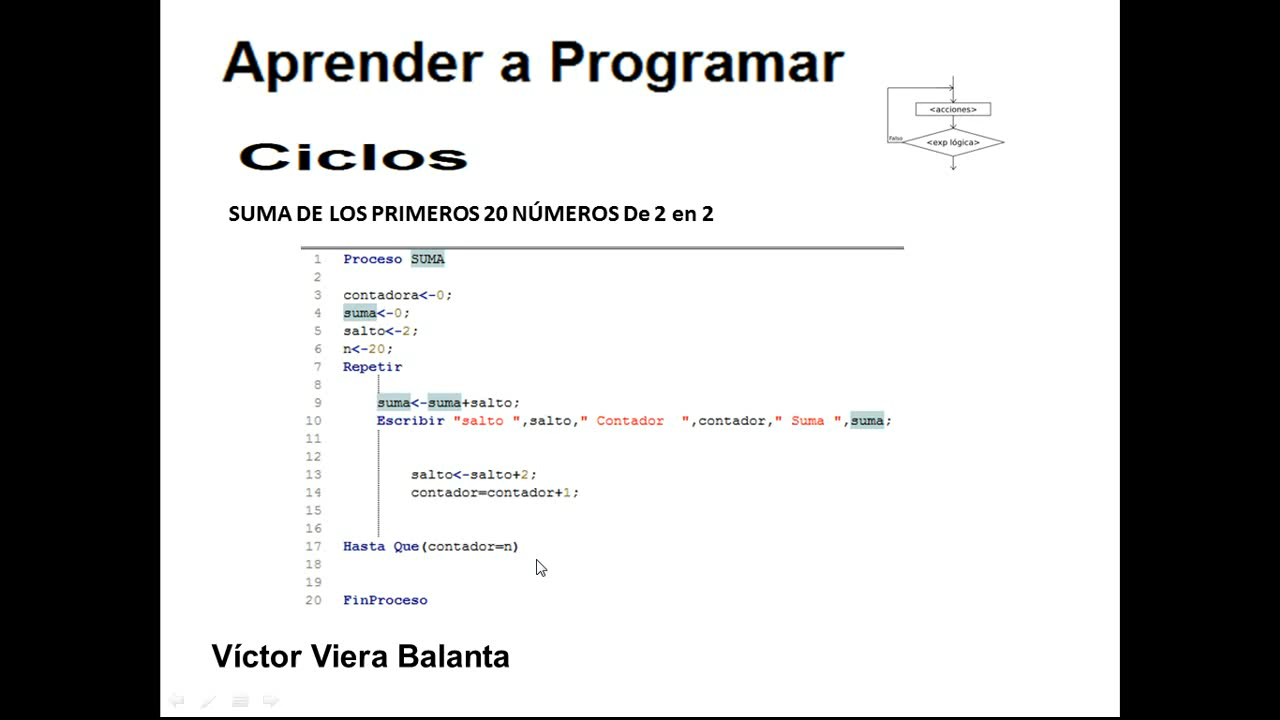 Aprender a Programar
Ciclos
<acciones>
Falso
<exp lógica>
SUMA DE LOS PRIMEROS 20 NÚMEROS De 2 en 2
1 Proceso SUMA
2
3 contadora<-0;
4 suma<-0;
5 salto<-2;
6 n<-20;
7 Repetir
8
9 suma<-suma+salto;
10 Escribir "salto ",salto," Contador  ",contador," Suma ",suma;
11
12
13 salto<-salto+2;
14 contador=contador+1;
15
16
17 Hasta Que(contador=n)
18
19
20 FinProceso
Víctor Viera Balanta